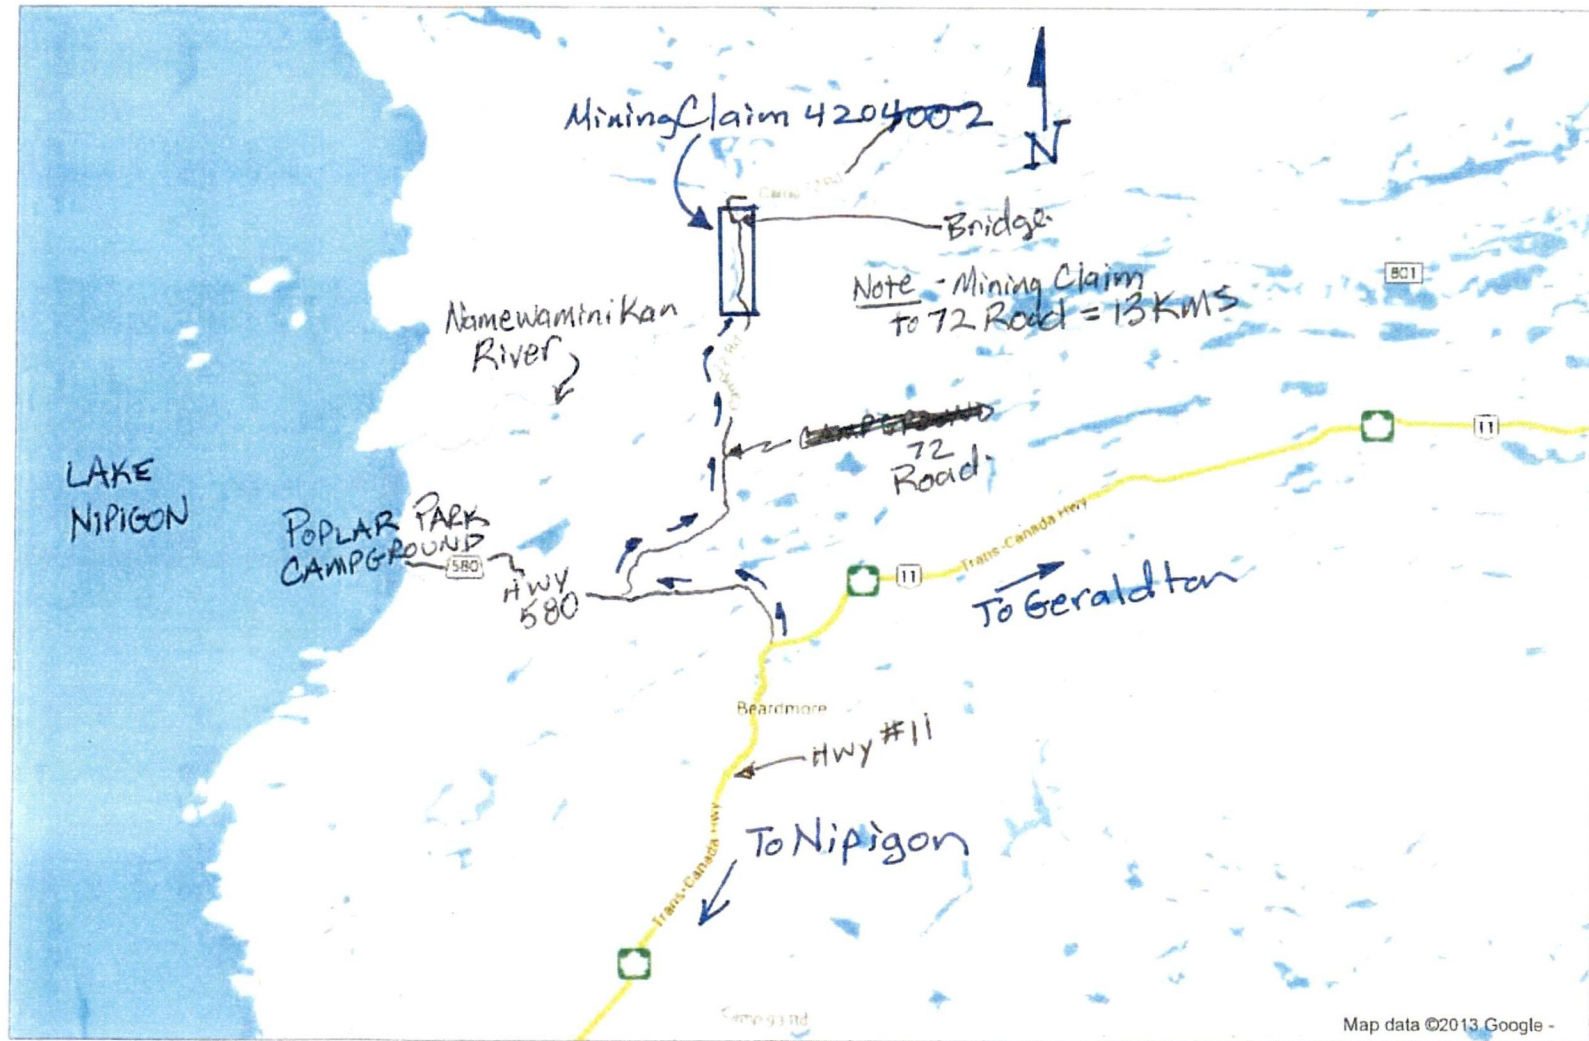 Mining Claim 4204002
N
Bridge
Note - Mining Claim
to 72 Road = 13 KMS
801
Namewaminikan
River
72
Road
11
LAKE
NIPIGON
POPLAR PARK
CAMPGROUND
580
HWY
580
11
Trans-Canada Hwy
To Geraldton
Beardmore
Hwy #11
Trans-Canada Hwy
To Nipigon
Map data ©2013 Google -